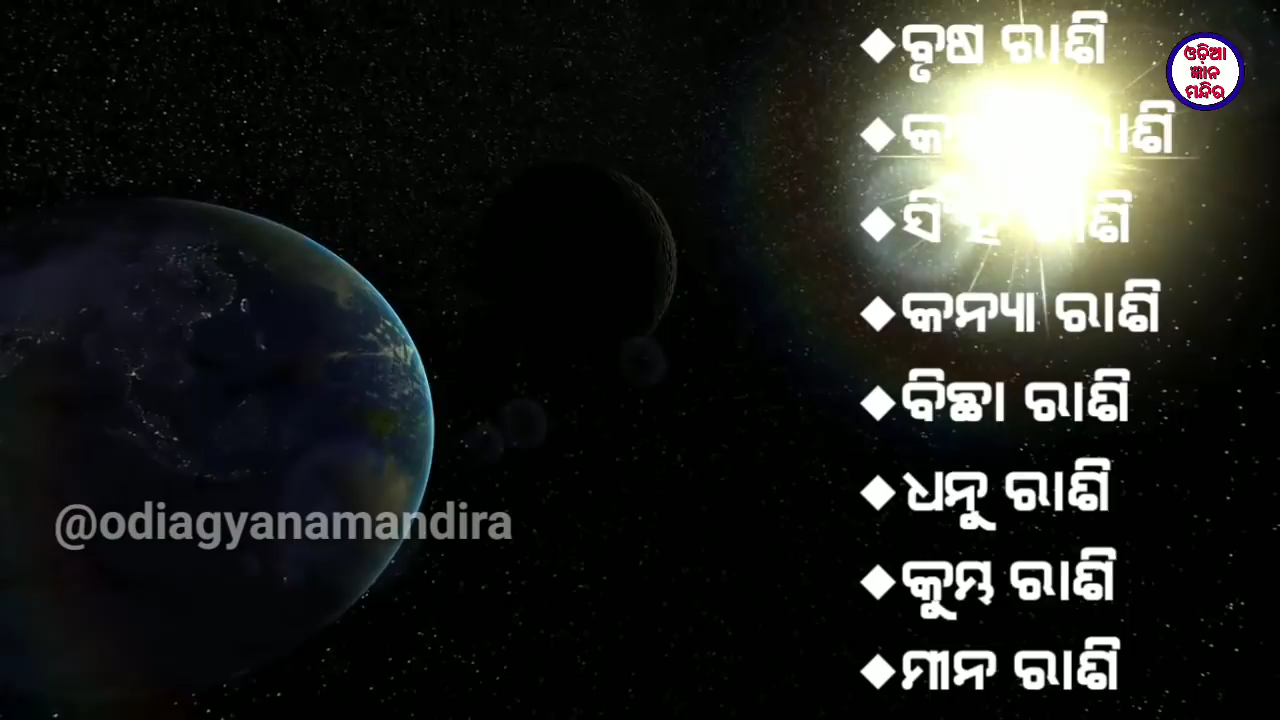 ◆ବୃଷ ରାଶି
ଓଡ଼ିଆ
ଜ୍ଞାନ
ମନ୍ଦିର
ରାଶି
◆ସିଂହ ରାଶି
◆କନ୍ୟା ରାଶି
◆ବିଛା ରାଶି
◆ଧନୁ ରାଶି
@odiagyanamandira
◆କୁମ୍ଭ ରାଶି
◆ମୀନ ରାଶି